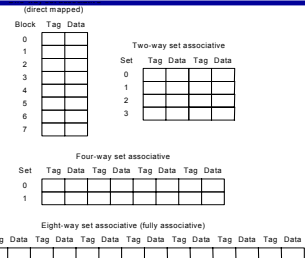 (direct mapped)
Block Tag Data
0
1
2
3
4
5
6
7
Two-way set associative
Set Tag Data Tag Data
0
1
2
3
Four-way set associative
Set Tag Data Tag Data Tag Data Tag Data
0
1
Eight-way set associative (fully associative)
g Data Tag Data Tag Data Tag Data Tag Data Tag Data Tag Data